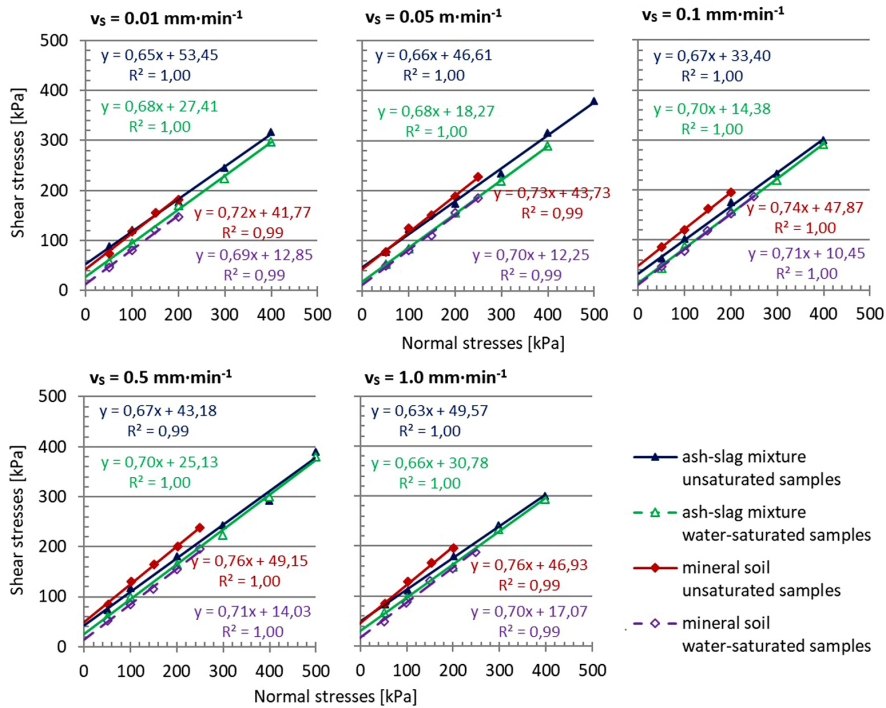 vS = 0.01 mm·min-1
vS = 0.05 m·min-1
vS = 0.1 mm·min-1
Shear stresses [kPa]
500
400
300
200
100
0
y = 0,65x + 53,45
R² = 1,00
y = 0,68x + 27,41
R² = 1,00
y = 0,72x + 41,77
R² = 0,99
y = 0,69x + 12,85
R² = 0,99
0 100 200 300 400 500
y = 0,66x + 46,61
R² = 1,00
y = 0,68x + 18,27
R² = 1,00
y = 0,73x + 43,73
R² = 0,99
y = 0,70x + 12,25
R² = 0,99
0 100 200 300 400 500
y = 0,67x + 33,40
R² = 1,00
y = 0,70x + 14,38
R² = 1,00
y = 0,74x + 47,87
R² = 1,00
y = 0,71x + 10,45
R² = 1,00
0 100 200 300 400 500
Normal stresses [kPa]
vS = 0.5 mm·min-1
vS = 1.0 mm·min-1
Shear stresses [kPa]
500
400
300
200
100
0
y = 0,67x + 43,18
R² = 0,99
y = 0,70x + 25,13
R² = 1,00
y = 0,76x + 49,15
R² = 1,00
y = 0,71x + 14,03
R² = 1,00
0 100 200 300 400 500
y = 0,63x + 49,57
R² = 1,00
y = 0,66x + 30,78
R² = 1,00
y = 0,76x + 46,93
R² = 0,99
y = 0,70x + 17,07
R² = 0,99
0 100 200 300 400 500
Normal stresses [kPa]
ash-slag mixture
unsaturated samples
ash-slag mixture
water-saturated samples
mineral soil
unsaturated samples
mineral soil
water-saturated samples